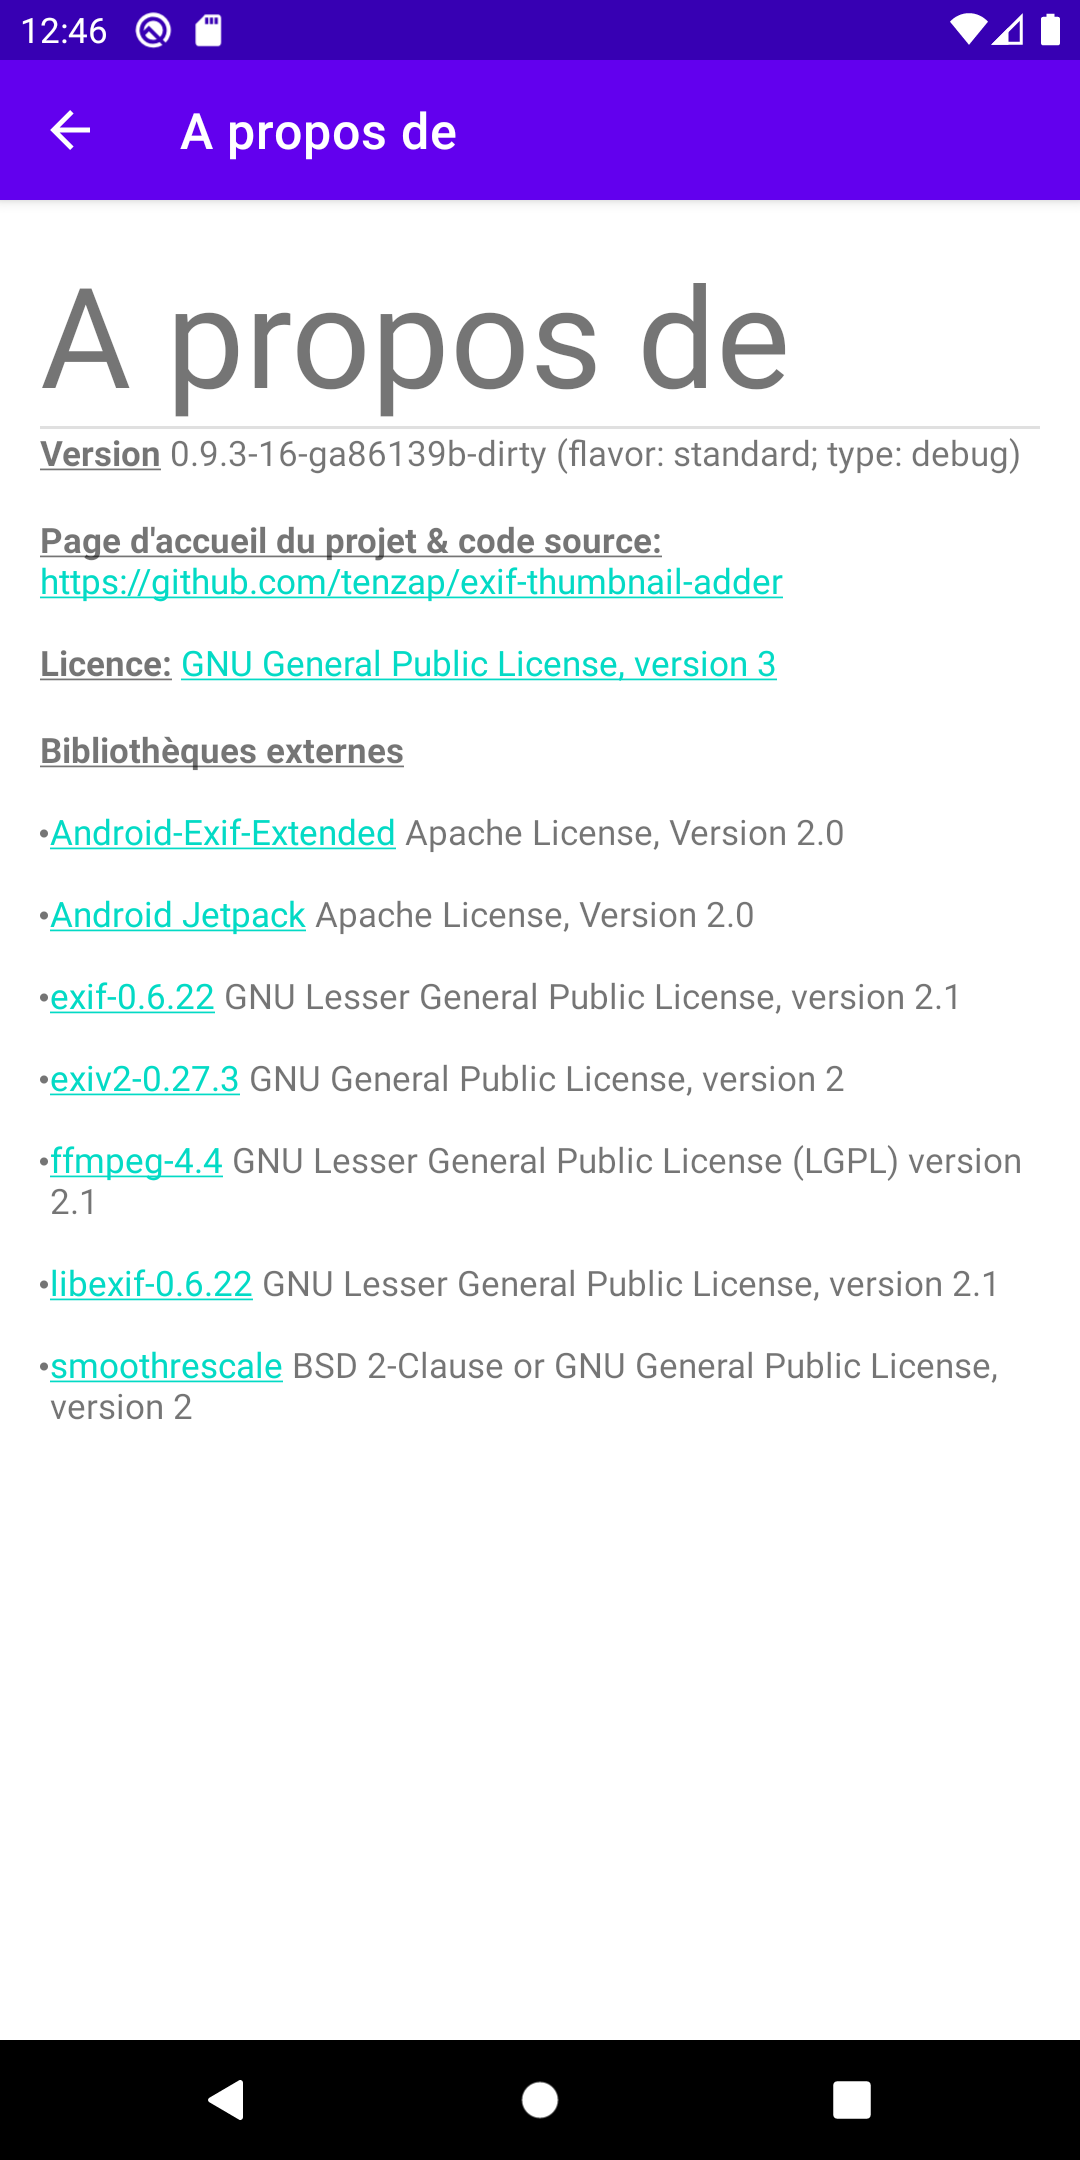 12:46
A propos de
A propos de
Version 0.9.3-16-ga86139b-dirty (flavor: standard; type: debug)
Page d'accueil du projet & code source:
https://github.com/tenzap/exif-thumbnail-adder
Licence: GNU General Public License, version 3
Bibliothèques externes
•Android-Exif-Extended Apache License, Version 2.0
•Android Jetpack Apache License, Version 2.0
•exif-0.6.22 GNU Lesser General Public License, version 2.1
•exiv2-0.27.3 GNU General Public License, version 2
•ffmpeg-4.4 GNU Lesser General Public License (LGPL) version
2.1
•libexif-0.6.22 GNU Lesser General Public License, version 2.1
•smoothrescale BSD 2-Clause or GNU General Public License,
version 2